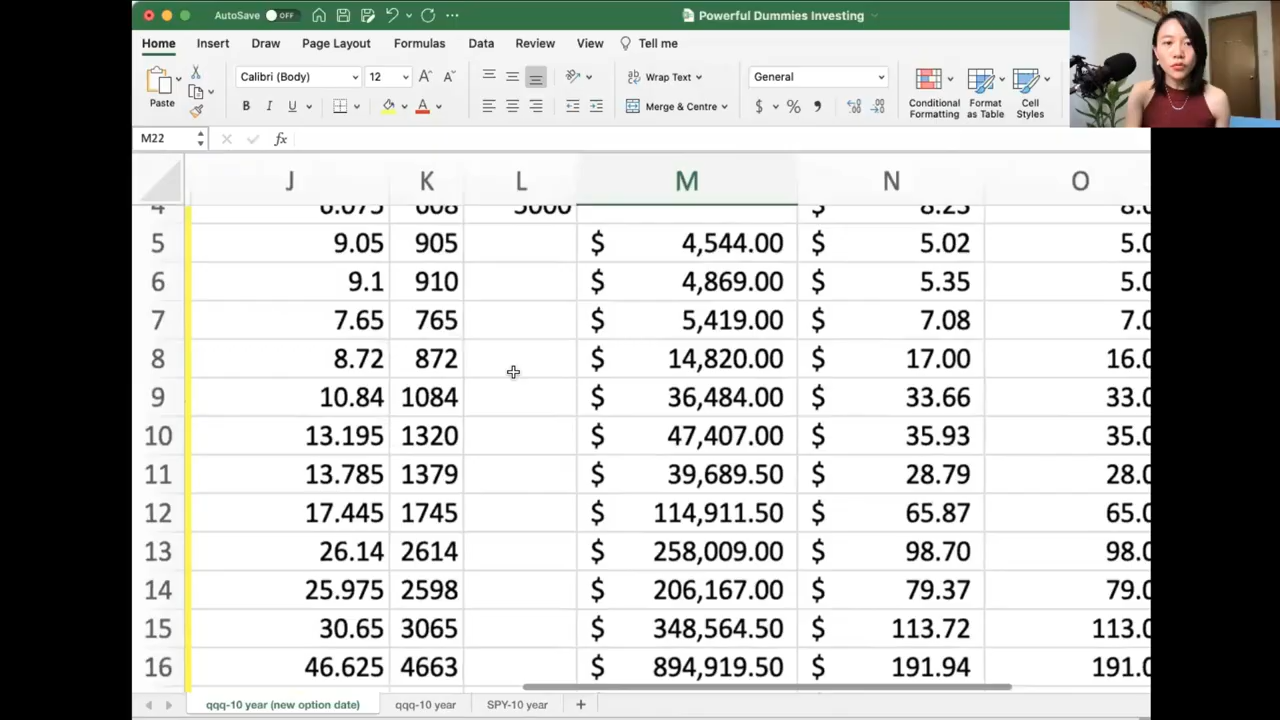 AutoSave OFF Powerful Dummies Investing
Home Insert Draw Page Layout Formulas Data Review View Tell me
Paste Calibri (Body) 12 A^ A˅ Wrap Text General
B I U A Merge & Centre $ % Conditional Formatting Format as Table Cell Styles
M22 fx
J K L M N O
4 6.075 608 5000 $ 8.23
5 9.05 905 $ 4,544.00 $ 5.02 5.0
6 9.1 910 $ 4,869.00 $ 5.35 5.0
7 7.65 765 $ 5,419.00 $ 7.08 7.0
8 8.72 872 $ 14,820.00 $ 17.00 16.0
9 10.84 1084 $ 36,484.00 $ 33.66 33.0
10 13.195 1320 $ 47,407.00 $ 35.93 35.0
11 13.785 1379 $ 39,689.50 $ 28.79 28.0
12 17.445 1745 $ 114,911.50 $ 65.87 65.0
13 26.14 2614 $ 258,009.00 $ 98.70 98.0
14 25.975 2598 $ 206,167.00 $ 79.37 79.0
15 30.65 3065 $ 348,564.50 $ 113.72 113.0
16 46.625 4663 $ 894,919.50 $ 191.94 191.0
qqq-10 year (new option date) qqq-10 year SPY-10 year +